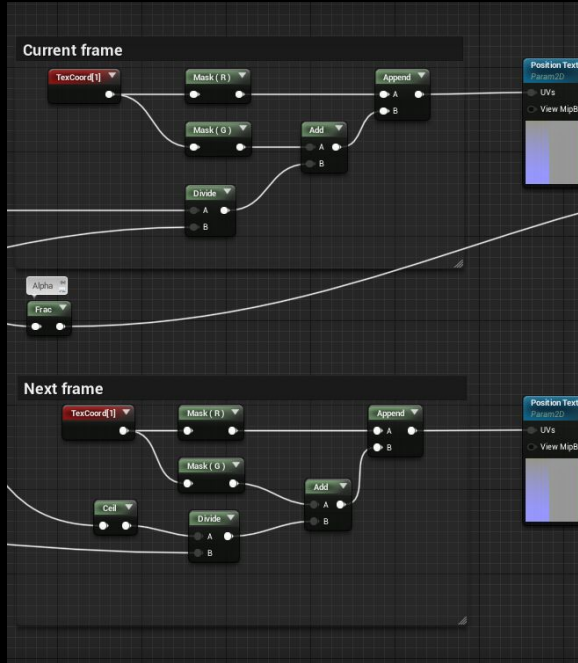 Current frame
TexCoord[1]
Mask ( R )
Append
A
B
Mask ( G )
Add
A
B
Divide
A
B
Position Text
Param2D
UVs
View MipB
Alpha
Frac
Next frame
TexCoord[1]
Mask ( R )
Append
A
B
Mask ( G )
Add
A
B
Ceil
Divide
A
B
Position Text
Param2D
UVs
View MipB